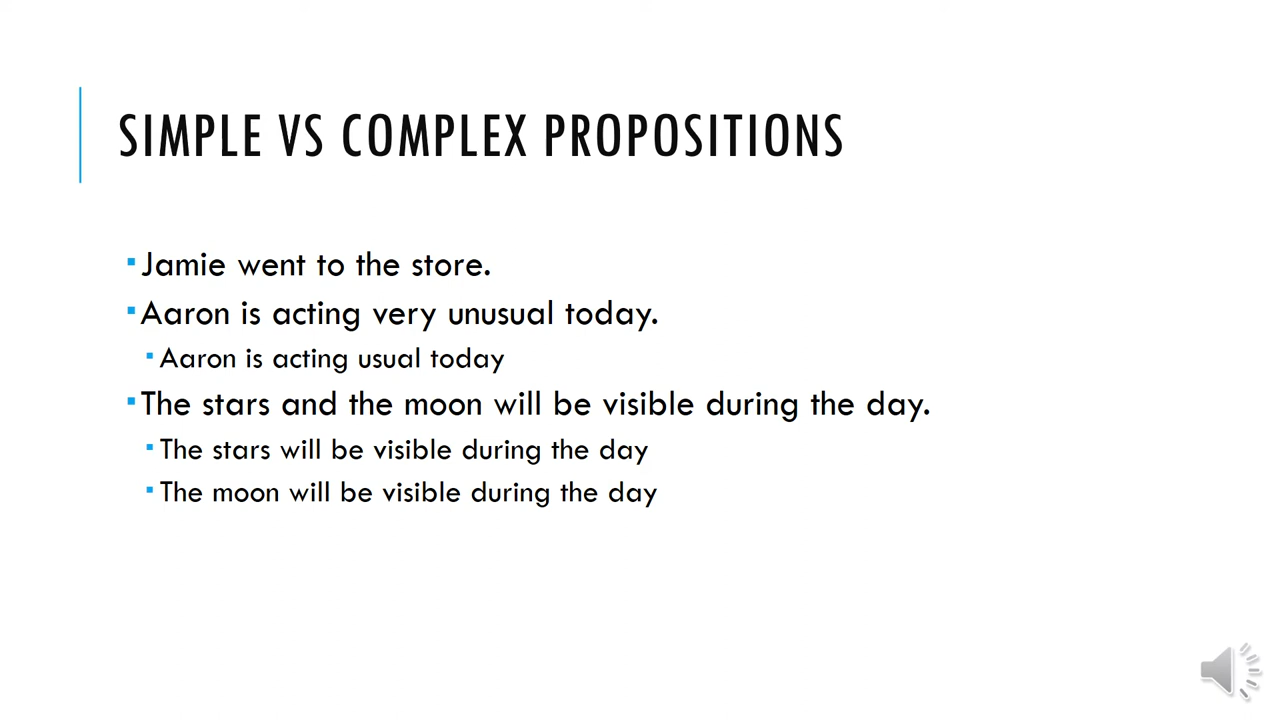 SIMPLE VS COMPLEX PROPOSITIONS
Jamie went to the store.
Aaron is acting very unusual today.
Aaron is acting usual today
The stars and the moon will be visible during the day.
The stars will be visible during the day
The moon will be visible during the day